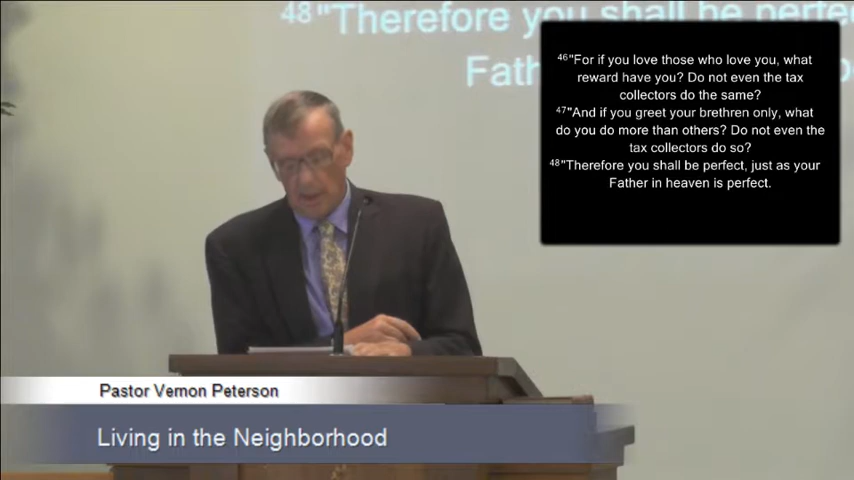 48"Therefore you shall be perfe
Fath
46"For if you love those who love you, what
reward have you? Do not even the tax
collectors do the same?
47"And if you greet your brethren only, what
do you do more than others? Do not even the
tax collectors do so?
48"Therefore you shall be perfect, just as your
Father in heaven is perfect.
Pastor Vernon Peterson
Living in the Neighborhood